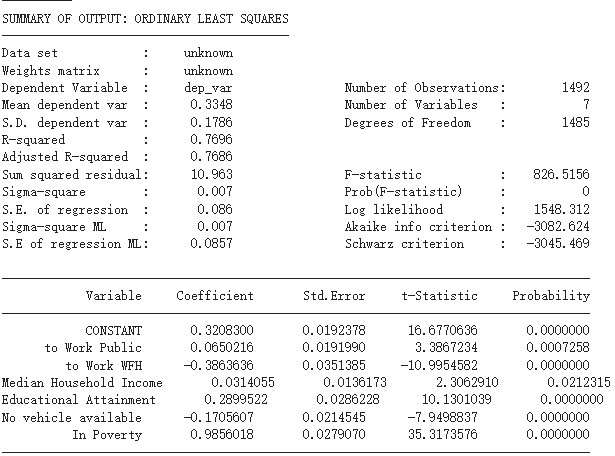 SUMMARY OF OUTPUT: ORDINARY LEAST SQUARES
Data set : unknown
Weights matrix : unknown
Dependent Variable : dep_var Number of Observations: 1492
Mean dependent var : 0.3348 Number of Variables : 7
S.D. dependent var : 0.1786 Degrees of Freedom : 1485
R-squared : 0.7696
Adjusted R-squared : 0.7686
Sum squared residual: 10.963 F-statistic : 826.5156
Sigma-square : 0.007 Prob(F-statistic) : 0
S.E. of regression : 0.086 Log likelihood : 1548.312
Sigma-square ML : 0.007 Akaike info criterion : -3082.624
S.E of regression ML: 0.0857 Schwarz criterion : -3045.469
Variable Coefficient Std.Error t-Statistic Probability
CONSTANT 0.3208300 0.0192378 16.6770636 0.0000000
to Work Public 0.0650216 0.0191990 3.3867234 0.0007258
to Work WFH -0.3863636 0.0351385 -10.9954582 0.0000000
Median Household Income 0.0314055 0.0136173 2.3062910 0.0212315
Educational Attainment 0.2899522 0.0286228 10.1301039 0.0000000
No vehicle available -0.1705607 0.0214545 -7.9498837 0.0000000
In Poverty 0.9856018 0.0279070 35.3173576 0.0000000